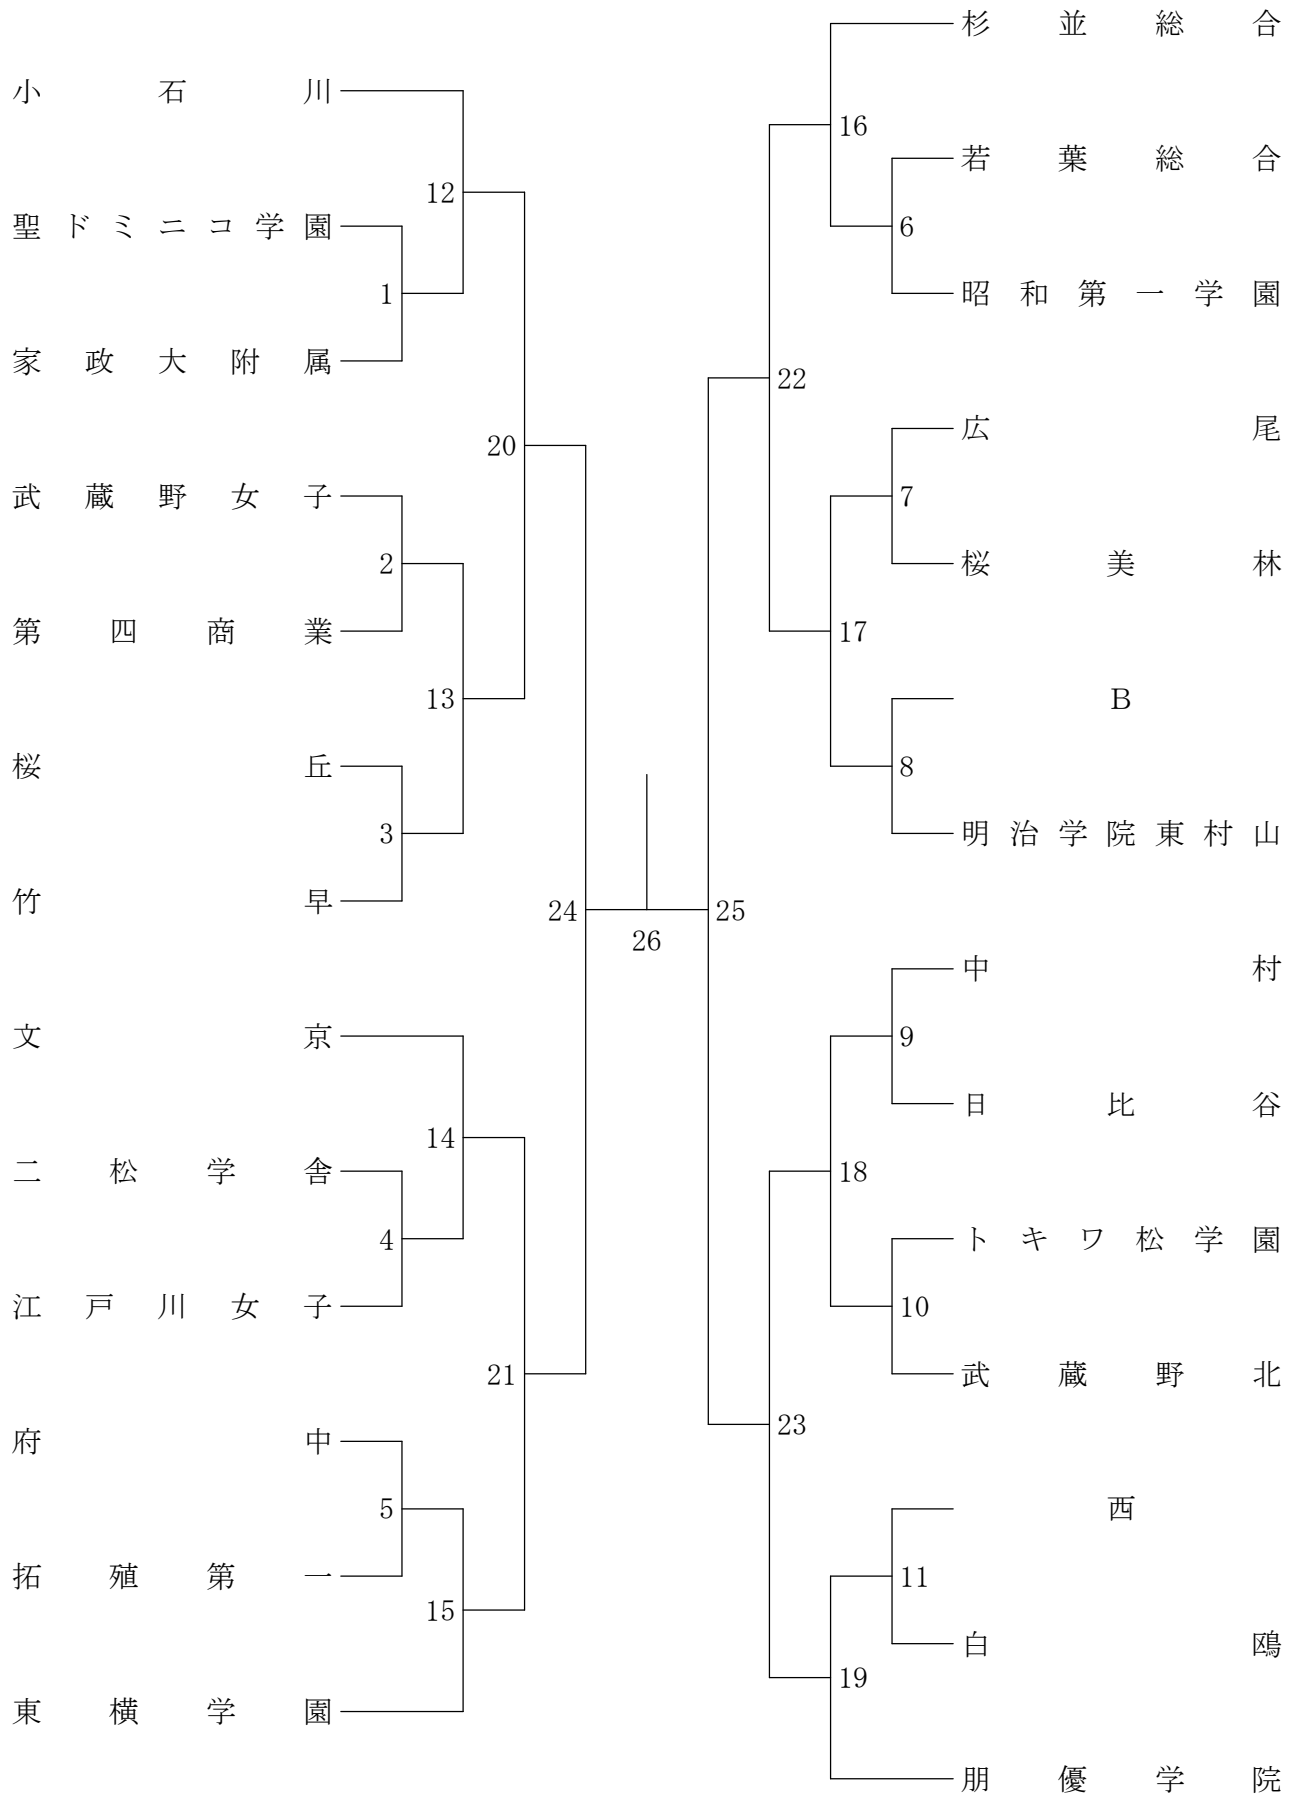 小石川
12
聖ドミニコ学園
1
家政大附属
20
武蔵野女子
2
第四商業
13
桜丘
3
竹早
24
文京
14
二松学舎
4
江戸川女子
21
府中
5
拓殖第一
15
東横学園
26
杉並総合
16
若葉総合
6
昭和第一学園
22
広尾
7
桜美林
17
B
8
明治学院東村山
25
中村
9
日比谷
18
トキワ松学園
10
武蔵野北
23
西
11
白鴎
19
朋優学院